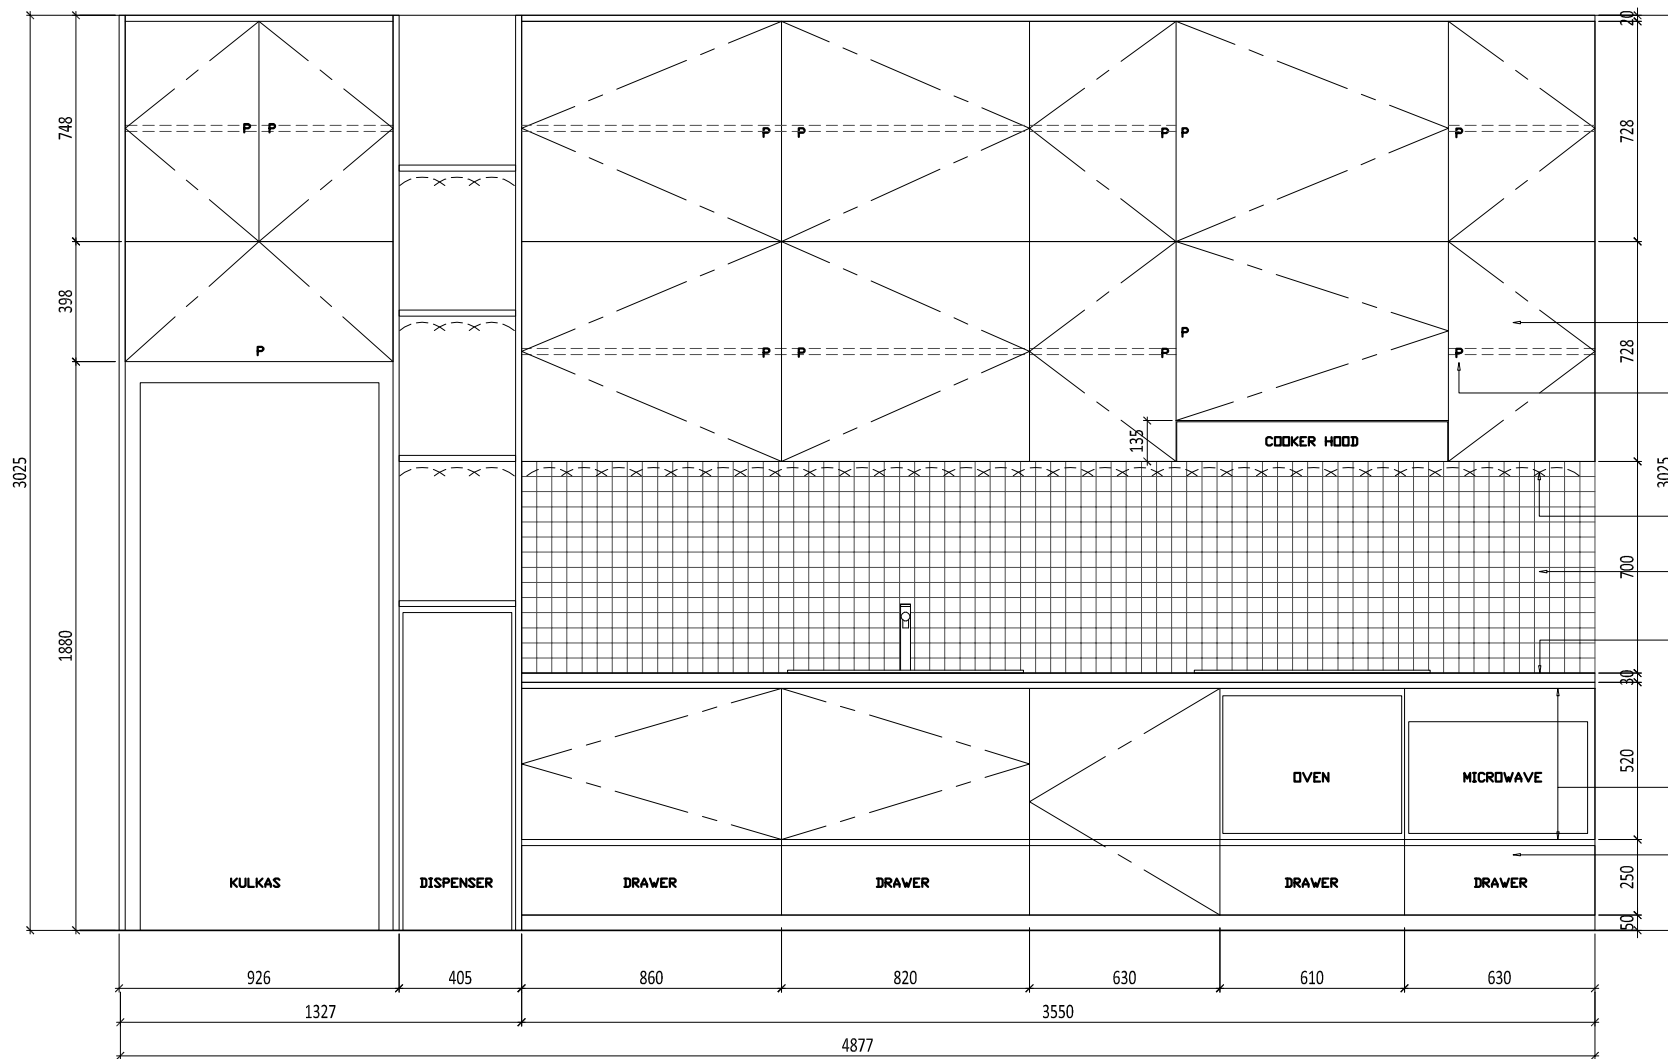 20
748
P P
P P
P P
P
728
398
P
P P
P
P
P
728
135
COOKER HOOD
3025
3025
700
1880
30
OVEN
MICROWAVE
520
KULKAS
DISPENSER
DRAWER
DRAWER
DRAWER
DRAWER
250
50
926
405
860
820
630
610
630
1327
3550
4877